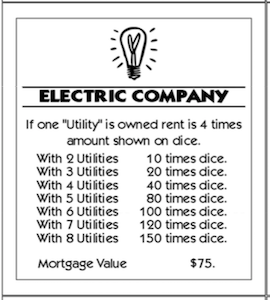 ELECTRIC COMPANY
If one "Utility" is owned rent is 4 times
amount shown on dice.
With 2 Utilities 10 times dice.
With 3 Utilities 20 times dice.
With 4 Utilities 40 times dice.
With 5 Utilities 80 times dice.
With 6 Utilities 100 times dice.
With 7 Utilities 120 times dice.
With 8 Utilities 150 times dice.
Mortgage Value $75.